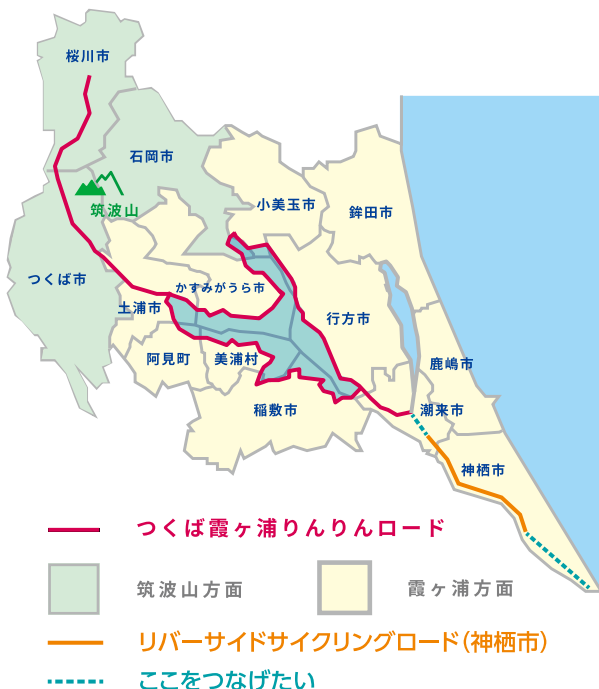 桜川市
石岡市
筑波山
小美玉市
鉾田市
つくば市
かすみがうら市
土浦市
行方市
阿見町
美浦村
鹿嶋市
稲敷市
潮来市
神栖市
つくば霞ヶ浦りんりんロード
筑波山方面
霞ヶ浦方面
リバーサイドサイクリングロード(神栖市)
ここをつなげたい